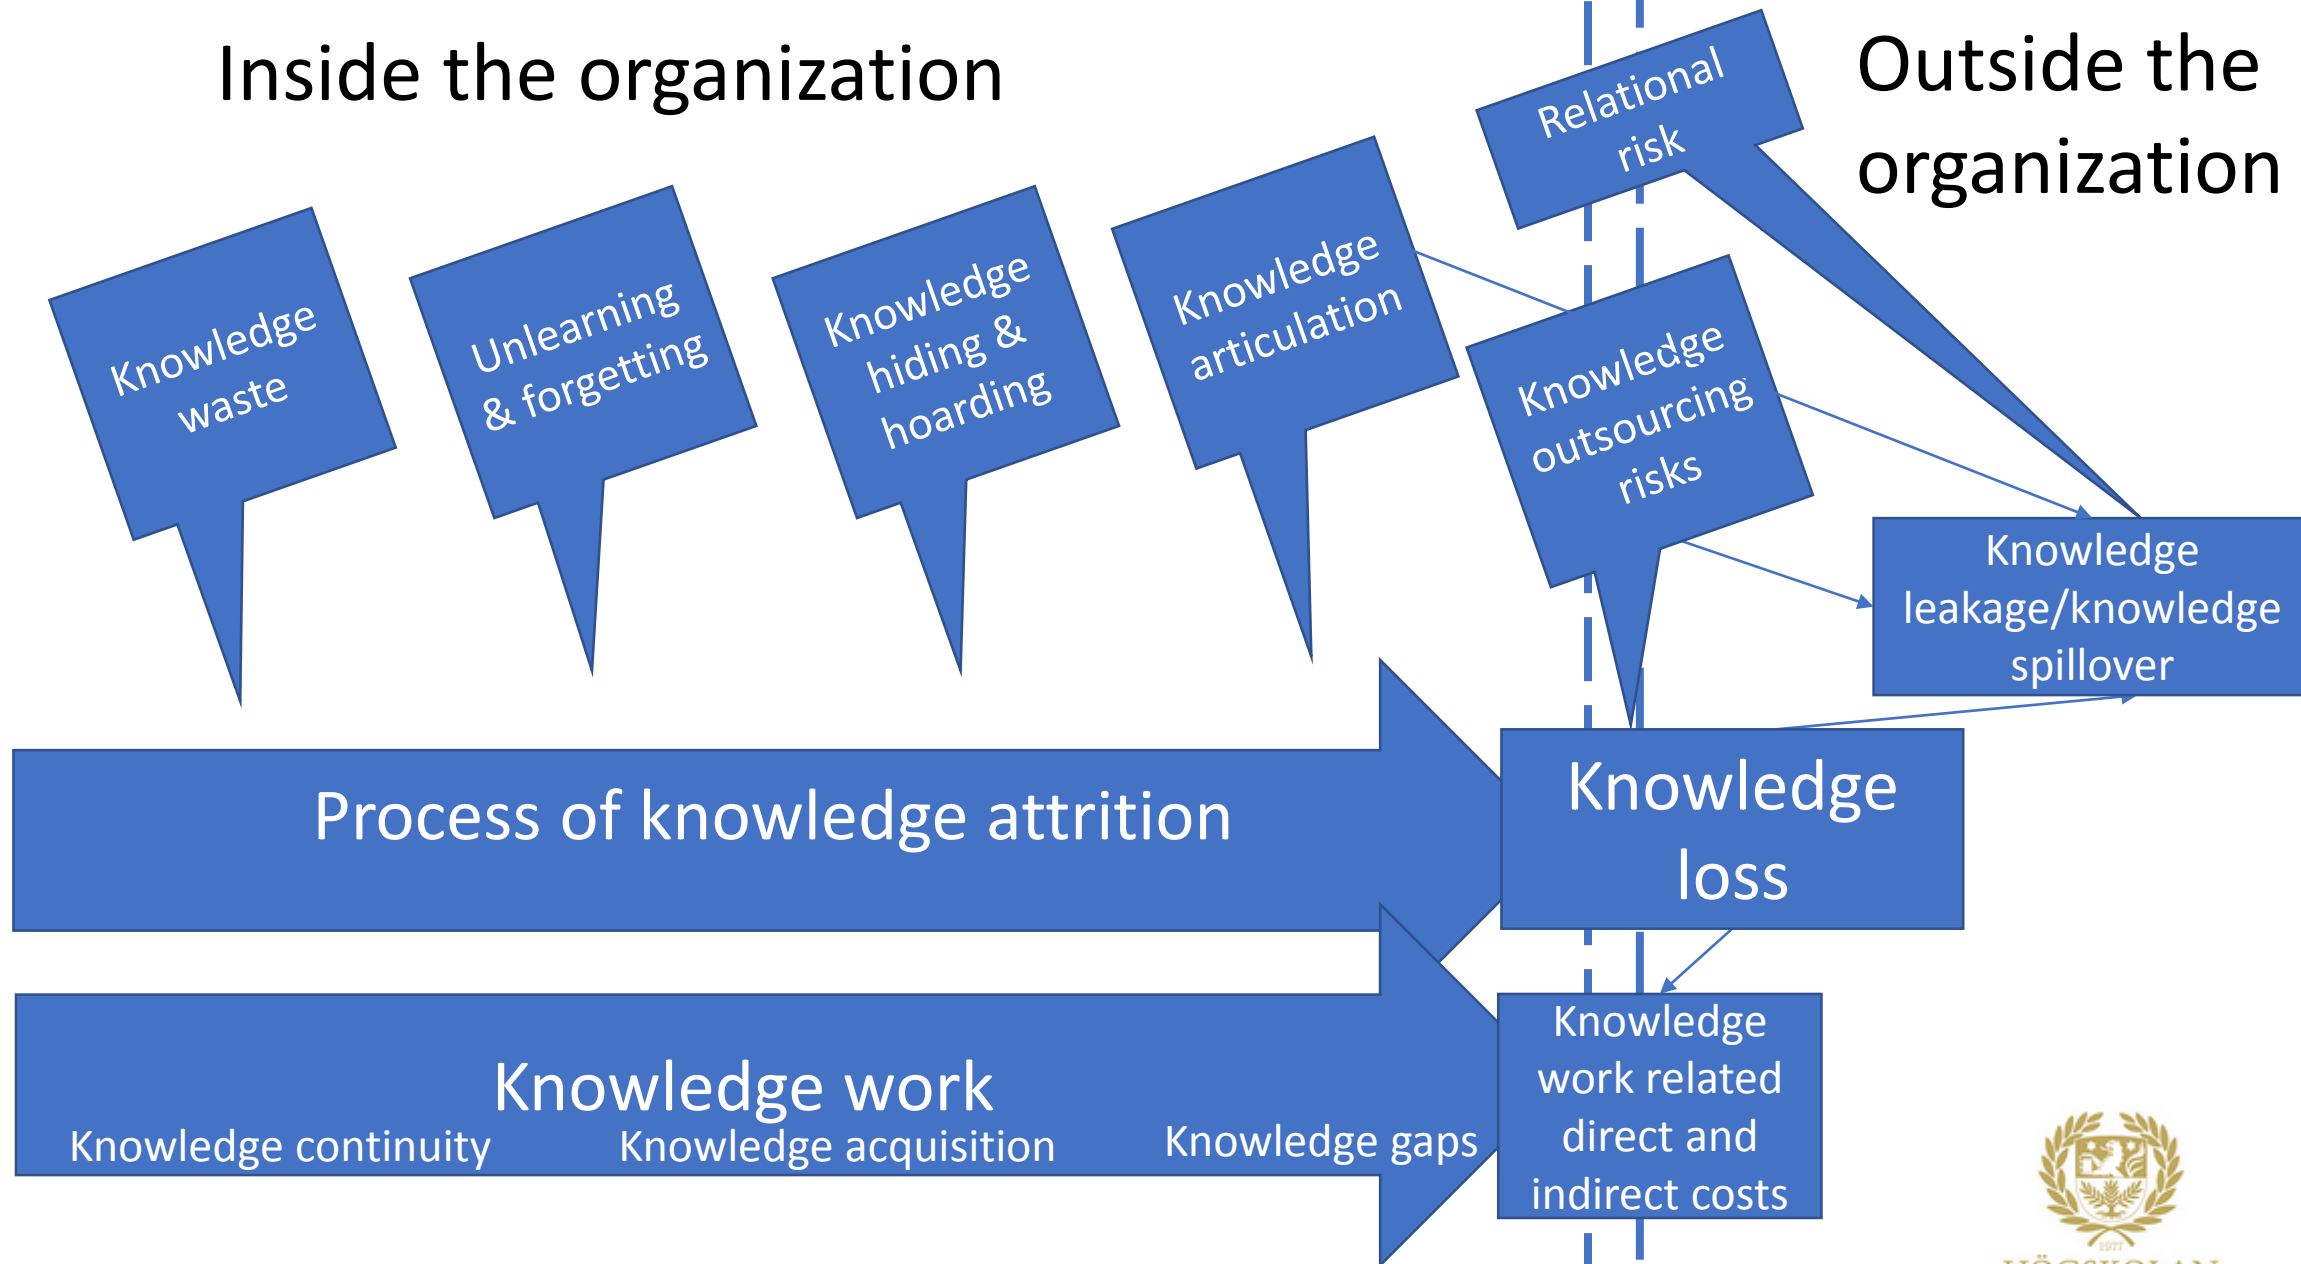 Inside the organization
Outside the
organization
Relational
risk
Knowledge
waste
Unlearning
& forgetting
Knowledge
hiding &
hoarding
Knowledge
articulation
Knowledge
outsourcing
risks
Knowledge
leakage/knowledge
spillover
Process of knowledge attrition
Knowledge
loss
Knowledge work
Knowledge continuity
Knowledge acquisition
Knowledge gaps
Knowledge
work related
direct and
indirect costs
1977
HÖGSKOLAN